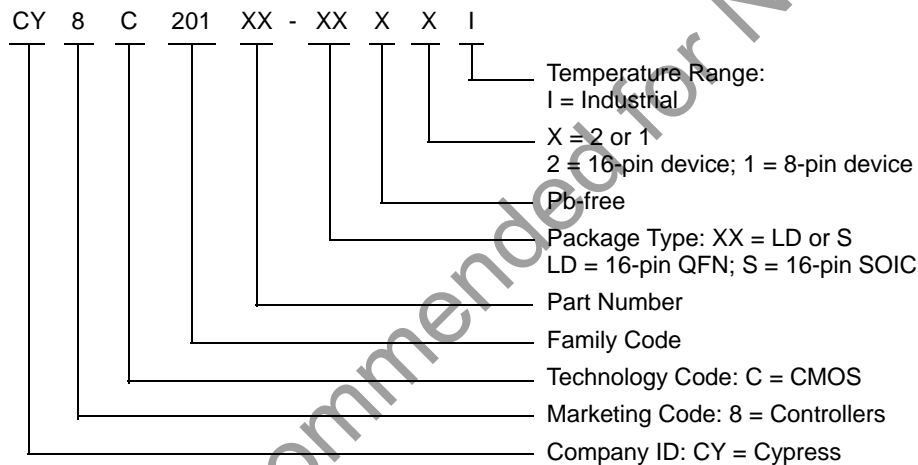 CY 8 C 201 XX - XX X X I
Temperature Range:
I = Industrial
X = 2 or 1
2 = 16-pin device; 1 = 8-pin device
Pb-free
Package Type: XX = LD or S
LD = 16-pin QFN; S = 16-pin SOIC
Part Number
Family Code
Technology Code: C = CMOS
Marketing Code: 8 = Controllers
Company ID: CY = Cypress